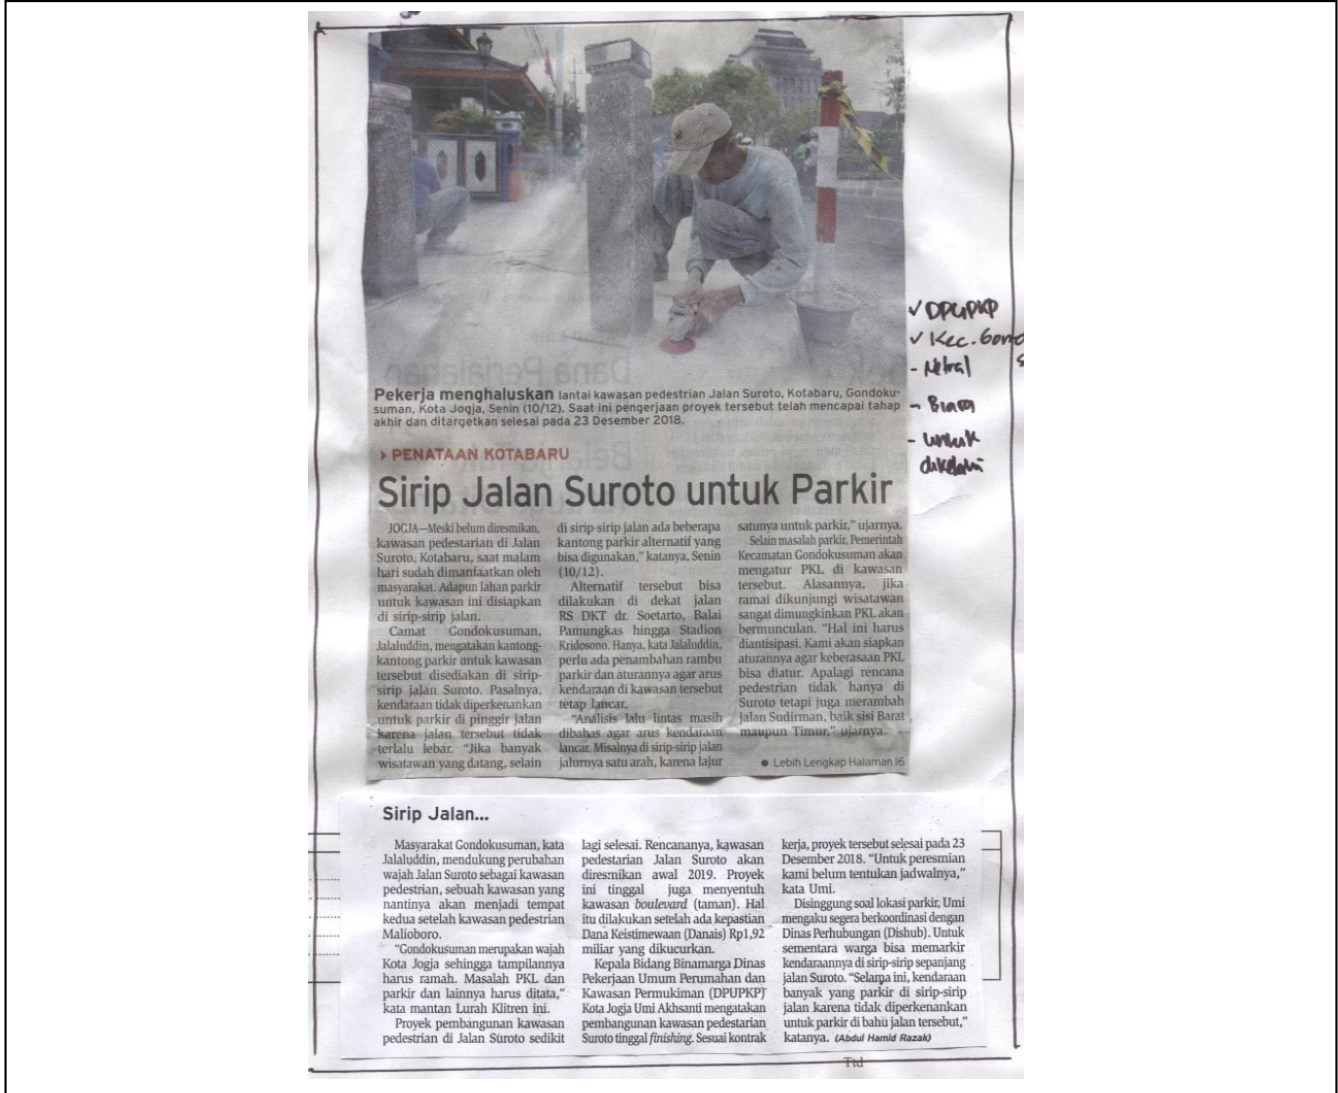 Pekerja menghaluskan lantai kawasan pedestrian Jalan Suroto, Kotabaru, Gondoku-
suman, Kota Jogja, Senin (10/12). Saat ini pengerjaan proyek tersebut telah mencapai tahap
akhir dan ditargetkan selesai pada 23 Desember 2018.
PENATAAN KOTABARU
Sirip Jalan Suroto untuk Parkir
JOGJA—Meski belum diresmikan,
kawasan pedestarian di Jalan
Suroto, Kotabaru, saat malam
hari sudah dimanfaatkan oleh
masyarakat. Adapun lahan parkir
untuk kawasan ini disiapkan
di sirip-sirip jalan.
Camat Gondokusuman,
Jalaluddin, mengatakan kantong-
kantong parkir untuk kawasan
tersebut disediakan di sirip-
sirip jalan Suroto. Pasalnya,
kendaraan tidak diperkenankan
untuk parkir di pinggir jalan
karena jalan tersebut tidak
terlalu lebar. “Jika banyak
wisatawan yang datang, selain
di sirip-sirip jalan ada beberapa
kantong parkir alternatif yang
bisa digunakan,” katanya, Senin
(10/12).
Alternatif tersebut bisa
dilakukan di dekat jalan
RS DKT dr. Soetarto, Balai
Pamungkas hingga Stadion
Kridosono. Hanya, kata Jalaluddin,
perlu ada penambahan rambu
parkir dan aturannya agar arus
kendaraan di kawasan tersebut
tetap lancar.
“Analisis lalu lintas masih
dibahas agar arus kendaraan
lancar. Misalnya di sirip-sirip jalan
jalurnya satu arah, karena lajur
satunya untuk parkir,” ujarnya.
Selain masalah parkir, Pemerintah
Kecamatan Gondokusuman akan
mengatur PKL di kawasan
tersebut. Alasannya, jika
ramai dikunjungi wisatawan
sangat dimungkinkan PKL akan
bermunculan. “Hal ini harus
diantisipasi. Kami akan siapkan
aturannya agar keberasaan PKL
bisa diatur. Apalagi rencana
pedestrian tidak hanya di
Suroto tetapi juga merambah
jalan Sudirman, baik sisi Barat
maupun Timur,” ujarnya.
● Lebih Lengkap Halaman 16
✓ DPUPKP
✓ Kec.
- Netral
-
- untuk
Sirip Jalan...
Masyarakat Gondokusuman, kata
Jalaluddin, mendukung perubahan
wajah Jalan Suroto sebagai kawasan
pedestrian, sebuah kawasan yang
nantinya akan menjadi tempat
kedua setelah kawasan pedestrian
Malioboro.
“Gondokusuman merupakan wajah
Kota Jogja sehingga tampilannya
harus ramah. Masalah PKL dan
parkir dan lainnya harus ditata,”
kata mantan Lurah Klitren ini.
Proyek pembangunan kawasan
pedestrian di Jalan Suroto sedikit
lagi selesai. Rencananya, kawasan
pedestarian Jalan Suroto akan
diresmikan awal 2019. Proyek
ini tinggal juga menyentuh
kawasan boulevard (taman). Hal
itu dilakukan setelah ada kepastian
Dana Keistimewaan (Danais) Rp1,92
miliar yang dikucurkan.
Kepala Bidang Binamarga Dinas
Pekerjaan Umum Perumahan dan
Kawasan Permukiman (DPUPKP)
Kota Jogja Umi Akhsanti mengatakan
pembangunan kawasan pedestarian
Suroto tinggal finishing. Sesuai kontrak
kerja, proyek tersebut selesai pada 23
Desember 2018. “Untuk peresmian
kami belum tentukan jadwalnya,”
kata Umi.
Disinggung soal lokasi parkir, Umi
mengaku segera berkoordinasi dengan
Dinas Perhubungan (Dishub). Untuk
sementara warga bisa memarkir
kendaraannya di sirip-sirip sepanjang
jalan Suroto. “Selama ini, kendaraan
banyak yang parkir di sirip-sirip
jalan karena tidak diperkenankan
untuk parkir di bahu jalan tersebut,”
katanya. (Abdul Hamid Razak)
Ttd